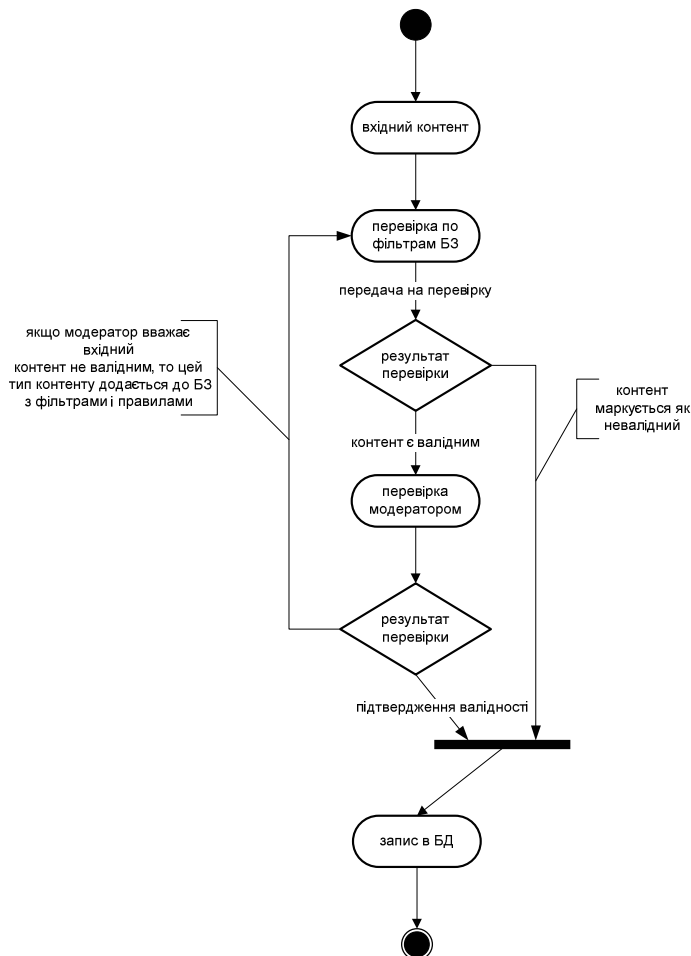 вхідний контент
перевірка по
фільтрам БЗ
передача на перевірку
якщо модератор вважає
вхідний
контент не валідним, то цей
тип контенту додається до БЗ
з фільтрами і правилами
результат
перевірки
контент
маркується як
невалідний
контент є валідним
перевірка
модератором
результат
перевірки
підтвердження валідності
запис в БД